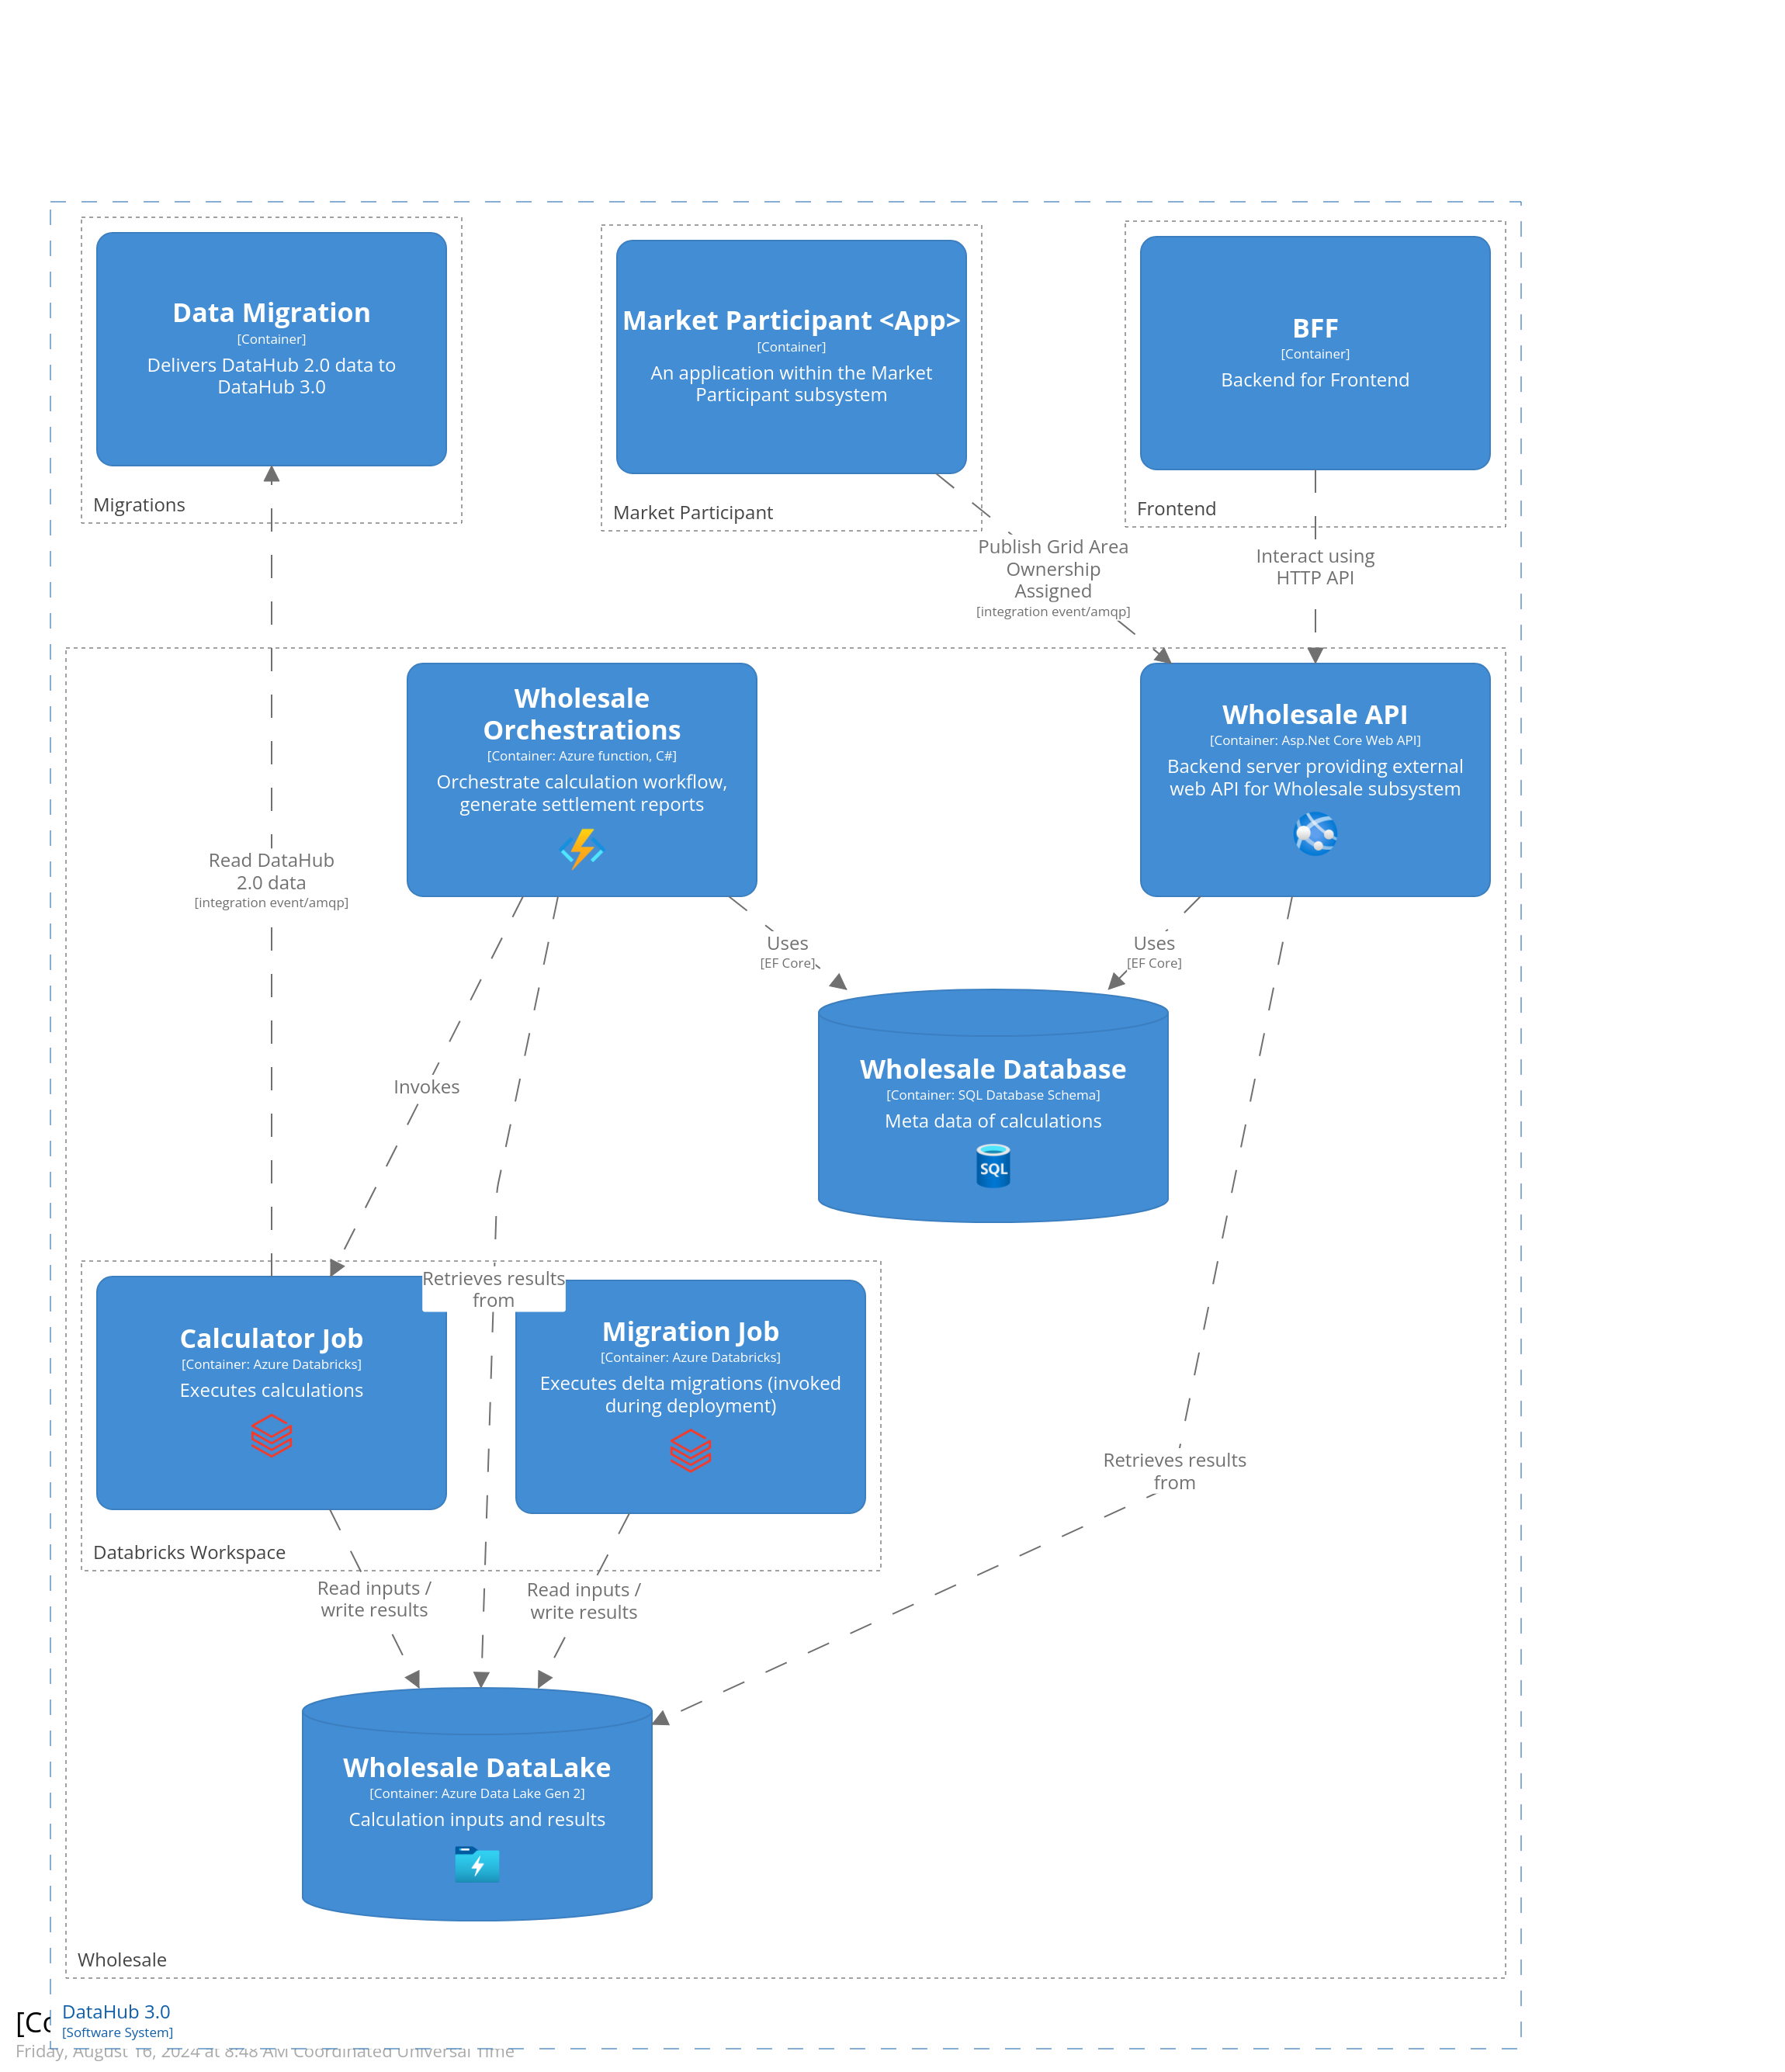 Data Migration
[Container]
Delivers DataHub 2.0 data to
DataHub 3.0
Migrations
Market Participant <App>
[Container]
An application within the Market
Participant subsystem
Market Participant
BFF
[Container]
Backend for Frontend
Frontend
Publish Grid Area
Ownership
Assigned
[integration event/amqp]
Interact using
HTTP API
Wholesale
Orchestrations
[Container: Azure function, C#]
Orchestrate calculation workflow,
generate settlement reports
Wholesale API
[Container: Asp.Net Core Web API]
Backend server providing external
web API for Wholesale subsystem
Read DataHub
2.0 data
[integration event/amqp]
Uses
[EF Core]
Uses
[EF Core]
Invokes
Wholesale Database
[Container: SQL Database Schema]
Meta data of calculations
SQL
Retrieves results
from
Calculator Job
[Container: Azure Databricks]
Executes calculations
Migration Job
[Container: Azure Databricks]
Executes delta migrations (invoked
during deployment)
Databricks Workspace
Retrieves results
from
Read inputs /
write results
Read inputs /
write results
Wholesale DataLake
[Container: Azure Data Lake Gen 2]
Calculation inputs and results
Wholesale
DataHub 3.0
[Software System]
Friday, August 16, 2024 at 8:48 AM Coordinated Universal Time